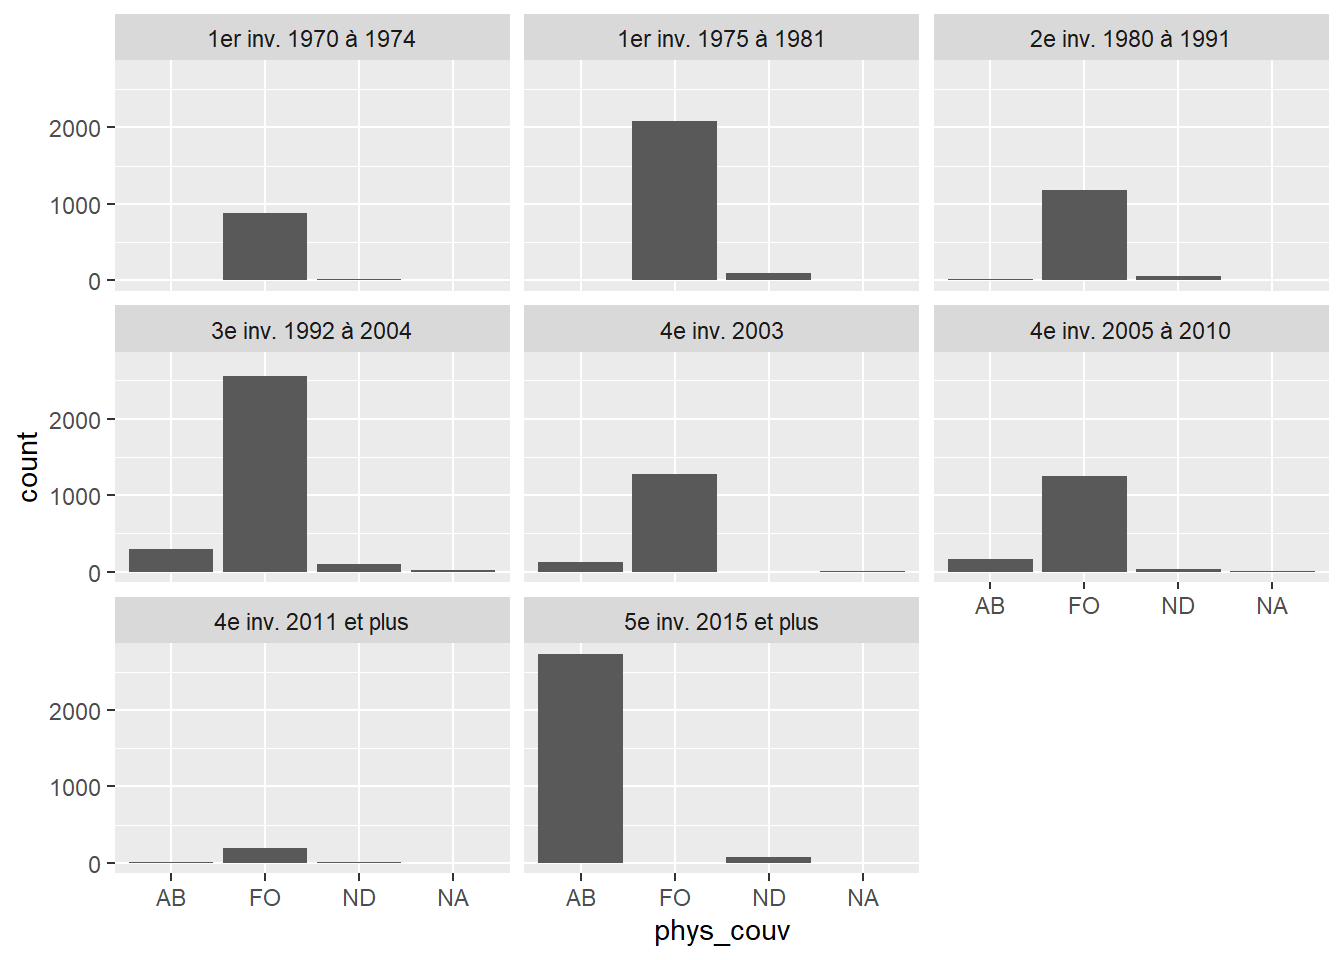 1er inv. 1970 à 1974
1er inv. 1975 à 1981
2e inv. 1980 à 1991
2000
1000
0
3e inv. 1992 à 2004
4e inv. 2003
4e inv. 2005 à 2010
2000
1000
0
AB FO ND NA
4e inv. 2011 et plus
5e inv. 2015 et plus
2000
1000
0
AB FO ND NA
AB FO ND NA
phys_couv
count